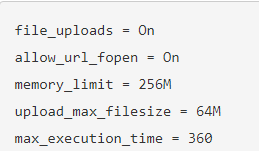 file_uploads = On
allow_url_fopen = On
memory_limit = 256M
upload_max_filesize = 64M
max_execution_time = 360